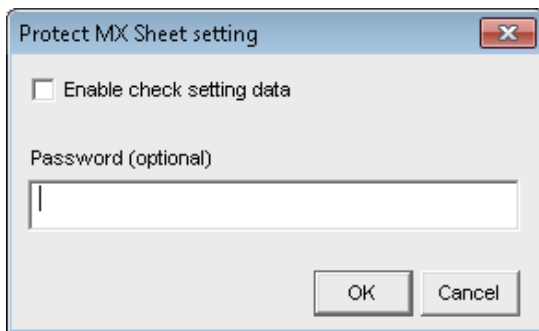 Protect MX Sheet setting
Enable check setting data
Password (optional)
OK Cancel